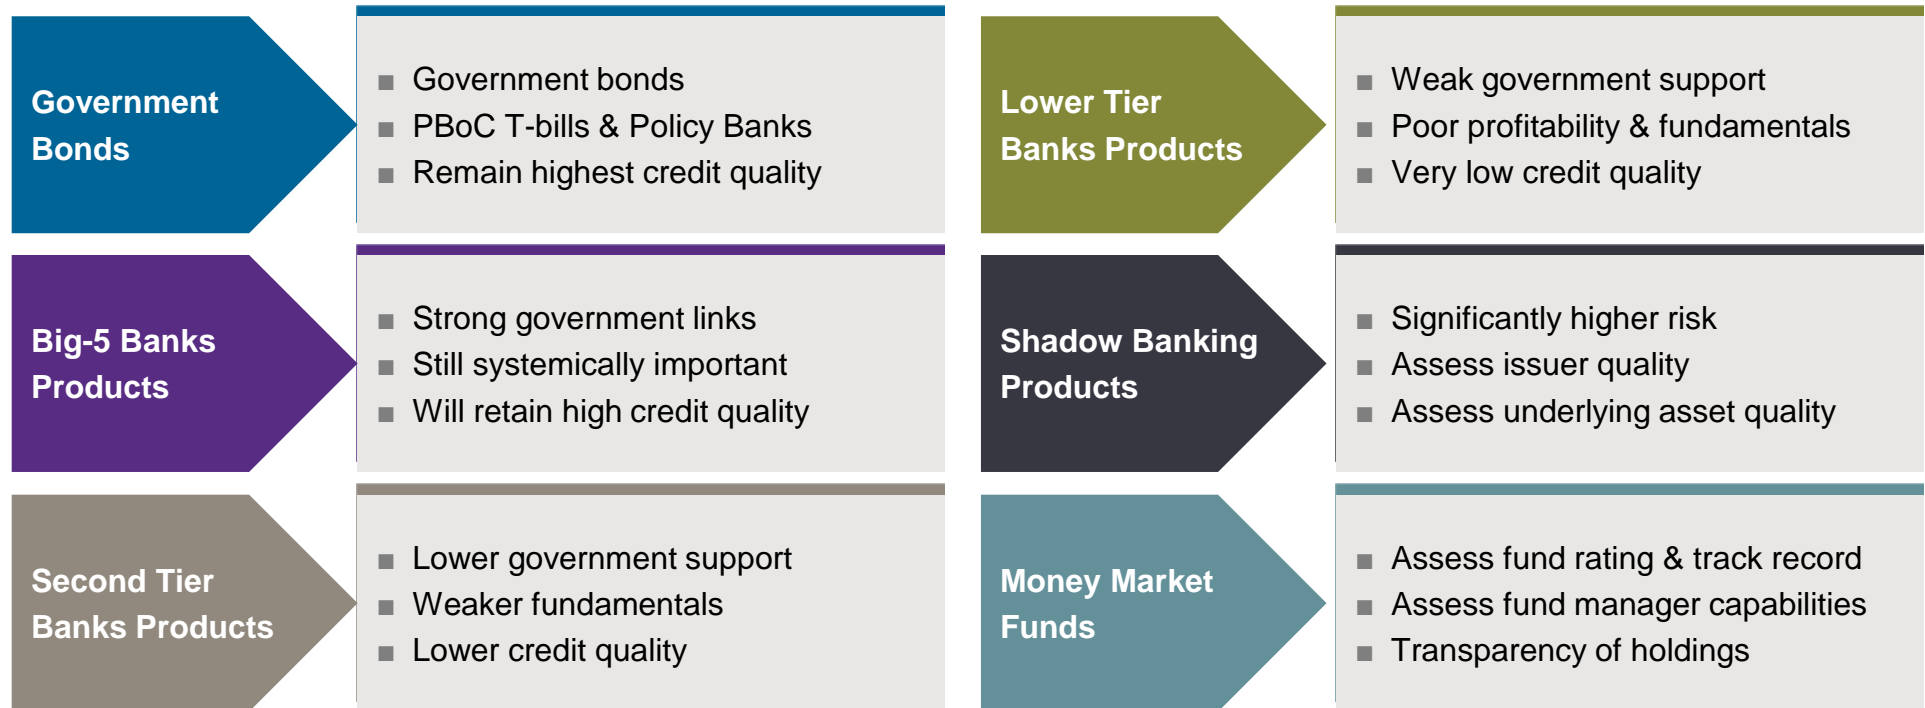 Government
Bonds
■ Government bonds
■ PBoC T-bills & Policy Banks
■ Remain highest credit quality
Big-5 Banks
Products
■ Strong government links
■ Still systemically important
■ Will retain high credit quality
Second Tier
Banks Products
■ Lower government support
■ Weaker fundamentals
■ Lower credit quality
Lower Tier
Banks Products
■ Weak government support
■ Poor profitability & fundamentals
■ Very low credit quality
Shadow Banking
Products
■ Significantly higher risk
■ Assess issuer quality
■ Assess underlying asset quality
Money Market
Funds
■ Assess fund rating & track record
■ Assess fund manager capabilities
■ Transparency of holdings